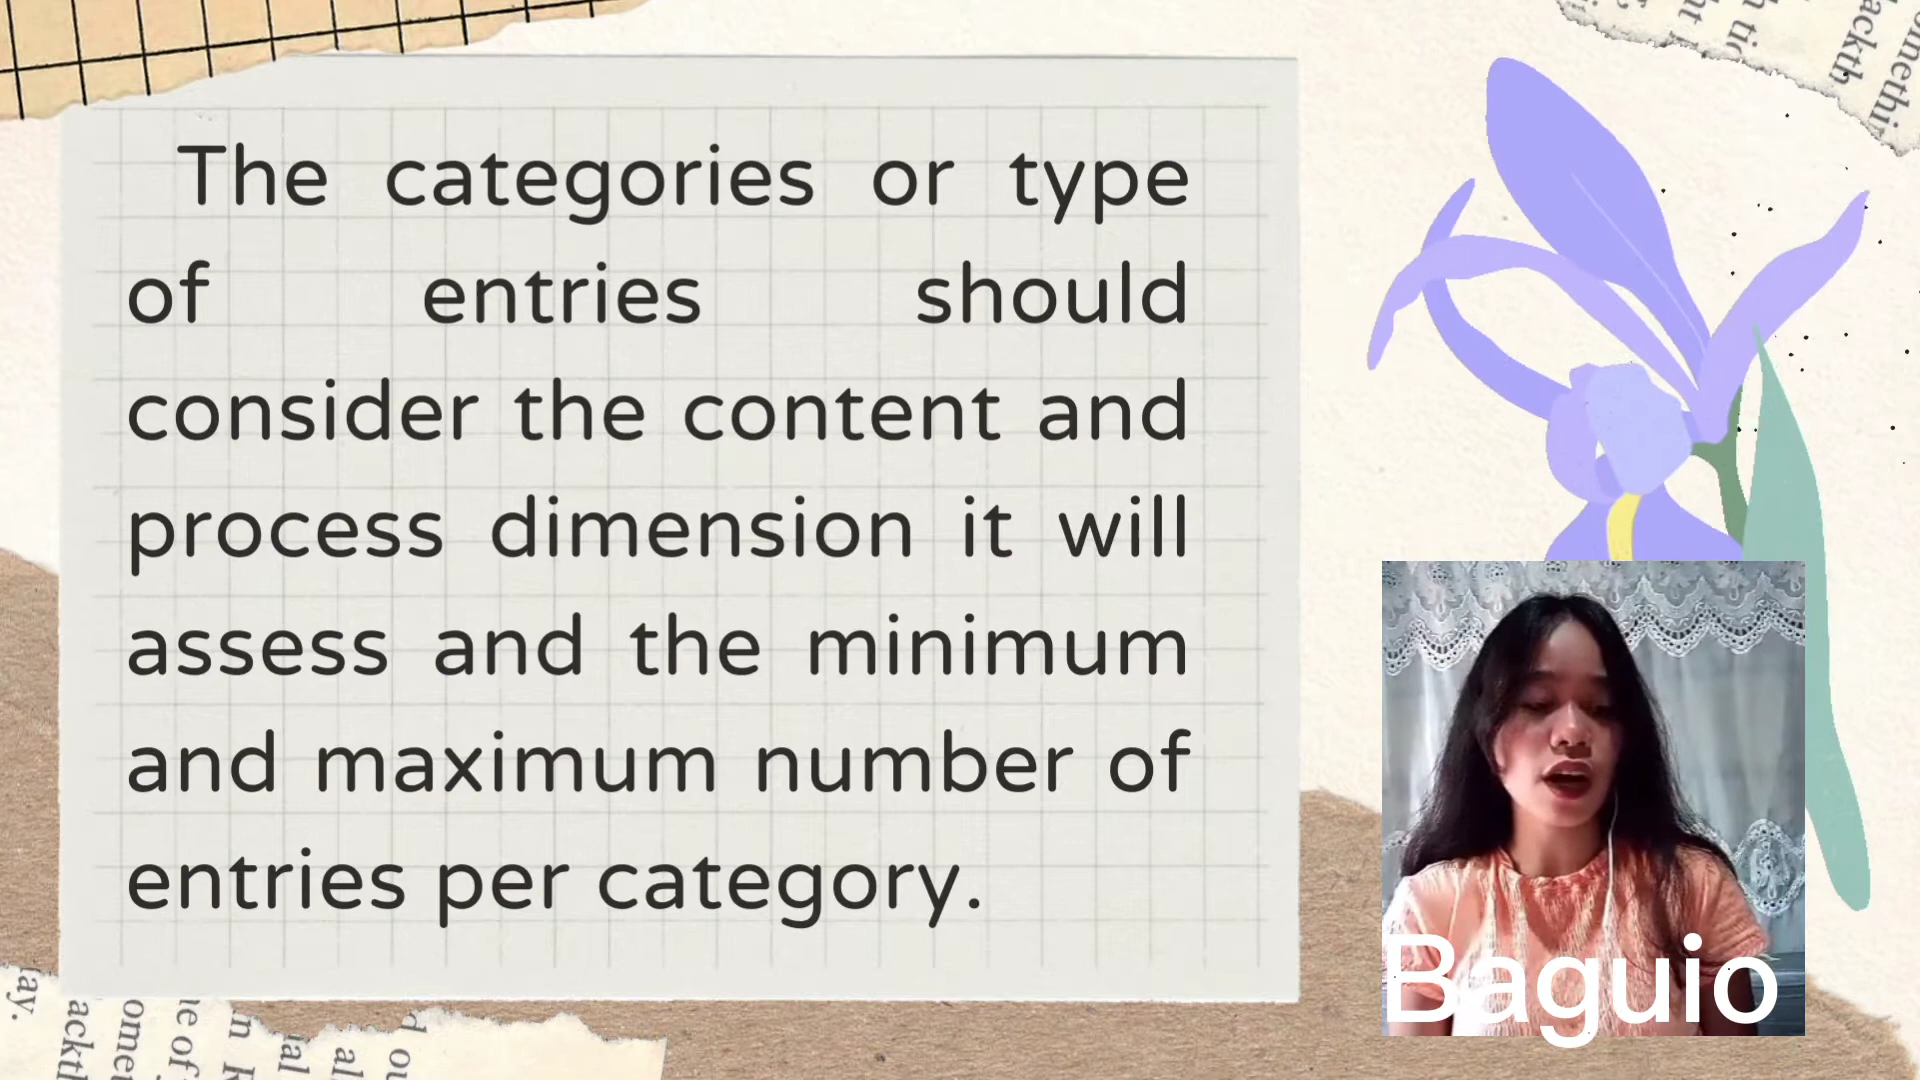 The categories or type
of entries should
consider the content and
process dimension it will
assess and the minimum
and maximum number of
entries per category.
Baguio